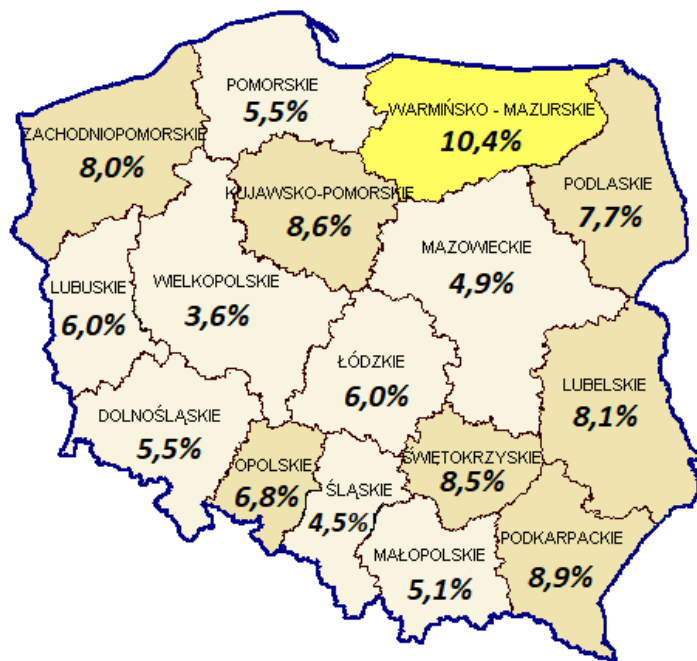 POMORSKIE
5,5%
WARMIŃSKO - MAZURSKIE
10,4%
ZACHODNIOPOMORSKIE
8,0%
KUJAWSKO-POMORSKIE
8,6%
PODLASKIE
7,7%
MAZOWIECKIE
4,9%
LUBUSKIE
6,0%
WIELKOPOLSKIE
3,6%
ŁÓDZKIE
6,0%
LUBELSKIE
8,1%
DOLNOŚLĄSKIE
5,5%
OPOLSKIE
6,8%
ŚLĄSKIE
4,5%
ŚWIĘTOKRZYSKIE
8,5%
MAŁOPOLSKIE
5,1%
PODKARPACKIE
8,9%